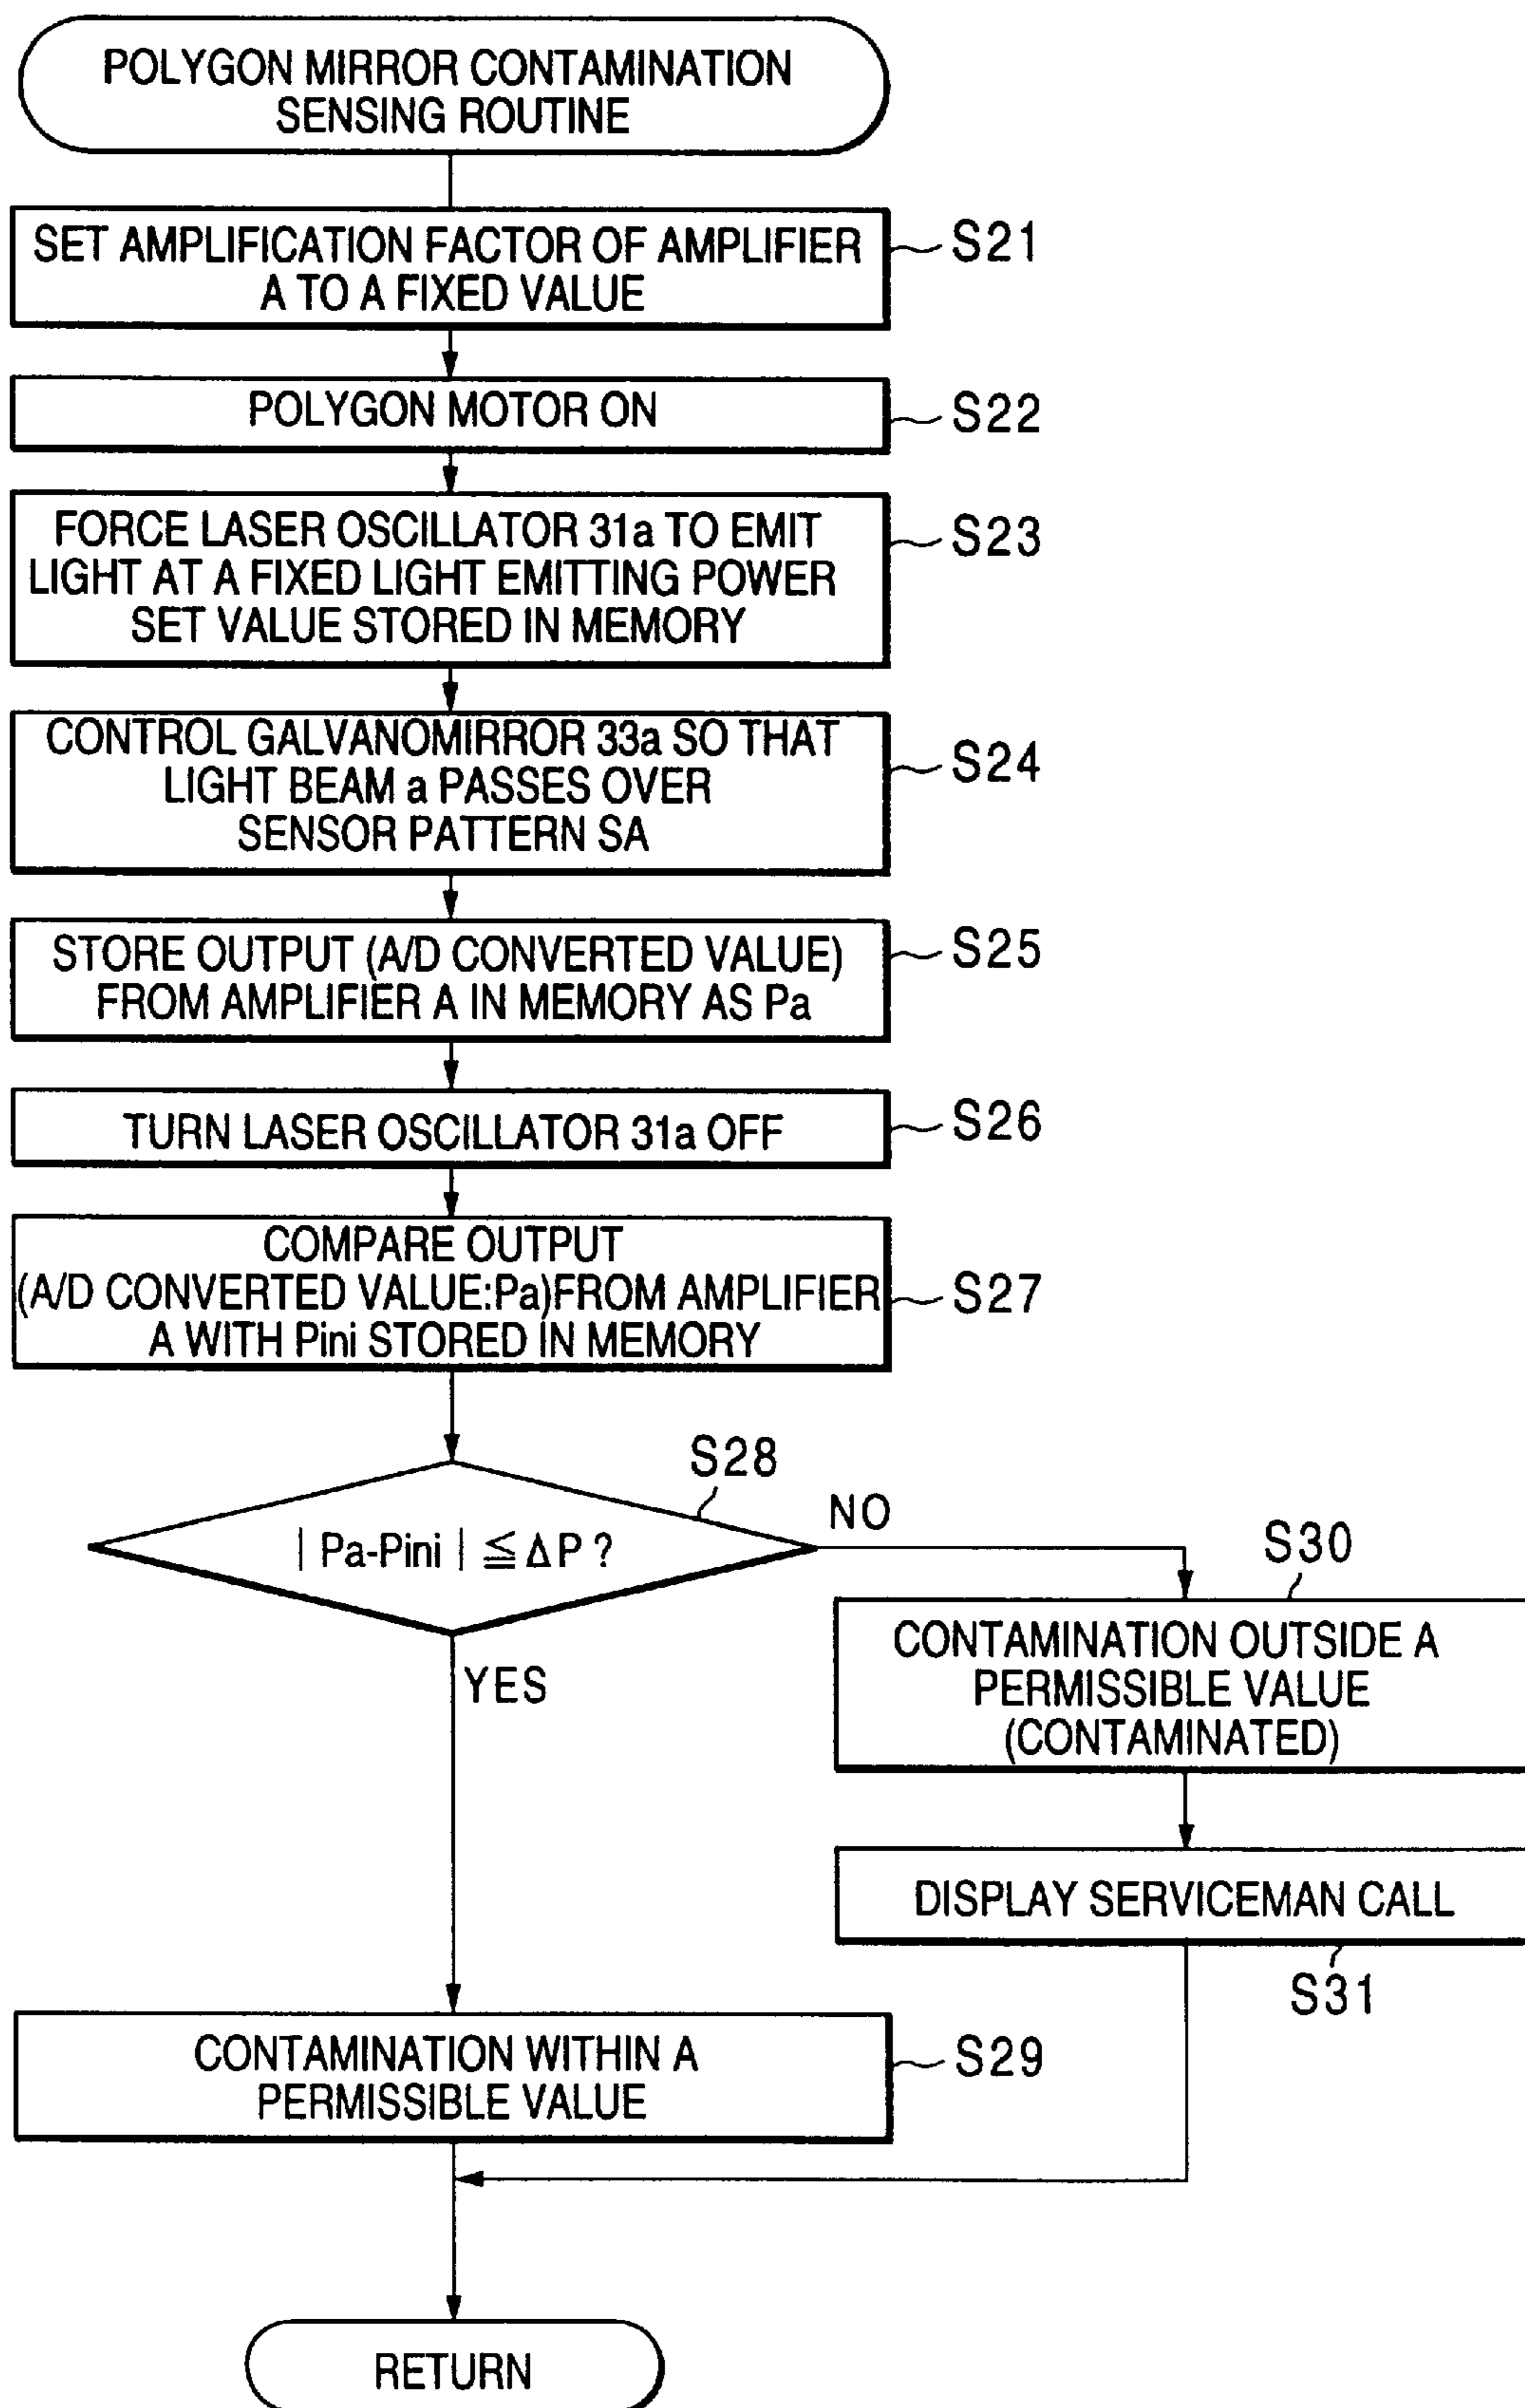 POLYGON MIRROR CONTAMINATION
SENSING ROUTINE
SET AMPLIFICATION FACTOR OF AMPLIFIER
A TO A FIXED VALUE
S21
POLYGON MOTOR ON
S22
FORCE LASER OSCILLATOR 31a TO EMIT
LIGHT AT A FIXED LIGHT EMITTING POWER
SET VALUE STORED IN MEMORY
S23
CONTROL GALVANOMIRROR 33a SO THAT
LIGHT BEAM a PASSES OVER
SENSOR PATTERN SA
S24
STORE OUTPUT (A/D CONVERTED VALUE)
FROM AMPLIFIER A IN MEMORY AS Pa
S25
TURN LASER OSCILLATOR 31a OFF
S26
COMPARE OUTPUT
(A/D CONVERTED VALUE:Pa)FROM AMPLIFIER
A WITH Pini STORED IN MEMORY
S27
S28
| Pa-Pini | ≦ ΔP ?
NO
YES
S30
CONTAMINATION OUTSIDE A
PERMISSIBLE VALUE
(CONTAMINATED)
DISPLAY SERVICEMAN CALL
S31
CONTAMINATION WITHIN A
PERMISSIBLE VALUE
S29
RETURN